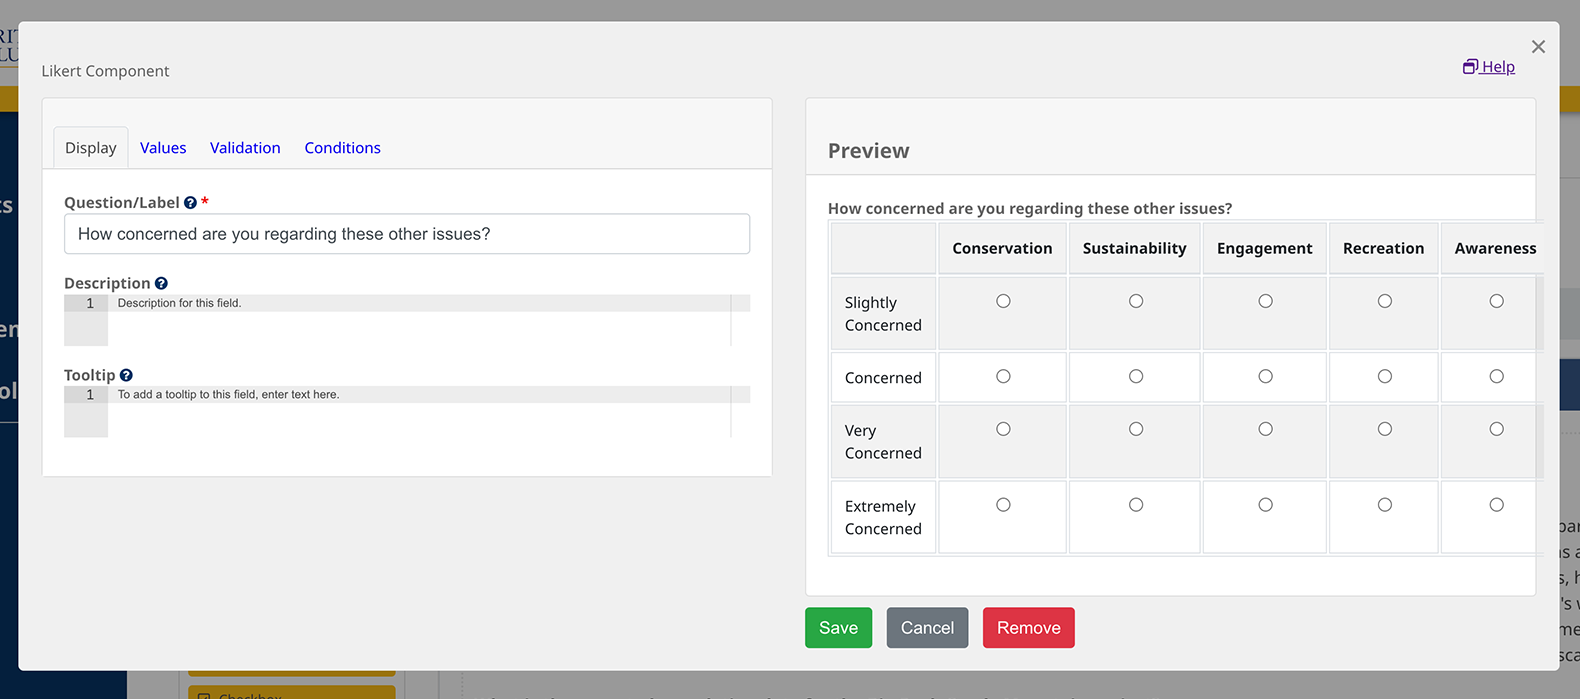 Likert Component
Help
Display Values Validation Conditions
Question/Label *
How concerned are you regarding these other issues?
Description
1 Description for this field.
Tooltip
1 To add a tooltip to this field, enter text here.
Preview
How concerned are you regarding these other issues?
Conservation Sustainability Engagement Recreation Awareness
Slightly
Concerned
Concerned
Very
Concerned
Extremely
Concerned
Save Cancel Remove
Checkbox